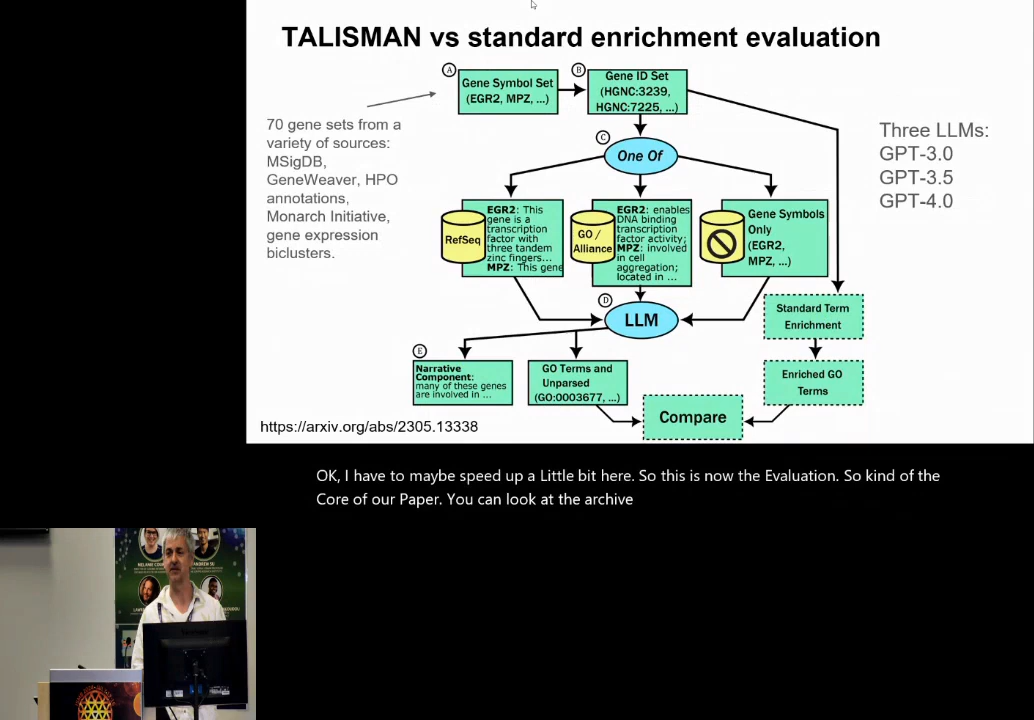 TALISMAN vs standard enrichment evaluation
A
Gene Symbol Set
(EGR2, MPZ, ...)
B
Gene ID Set
(HGNC:3239,
HGNC:7225, ...)
70 gene sets from a
variety of sources:
MSigDB,
GeneWeaver, HPO
annotations,
Monarch Initiative,
gene expression
biclusters.
Three LLMs:
GPT-3.0
GPT-3.5
GPT-4.0
C
One Of
RefSeq
EGR2: This
gene is a
transcription
factor with
three tandem
zinc fingers...
MPZ: This gene
GO /
Alliance
EGR2: enables
DNA binding
transcription
factor activity;
MPZ: involved
in cell
aggregation;
located in ...
Gene Symbols
Only
(EGR2,
MPZ, ...)
D
LLM
Standard Term
Enrichment
E
Narrative
Component:
many of these genes
are involved in ...
GO Terms and
Unparsed
(GO:0003677, ...)
Enriched GO
Terms
Compare
https://arxiv.org/abs/2305.13338
OK, I have to maybe speed up a Little bit here. So this is now the Evaluation. So kind of the
Core of our Paper. You can look at the archive